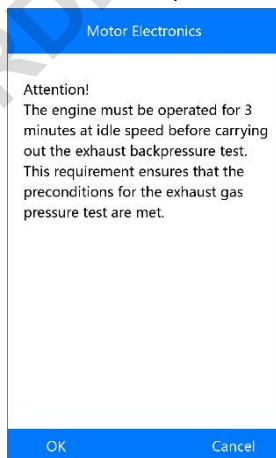 Motor Electronics
Attention!
The engine must be operated for 3
minutes at idle speed before carrying
out the exhaust backpressure test.
This requirement ensures that the
preconditions for the exhaust gas
pressure test are met.
OK
Cancel